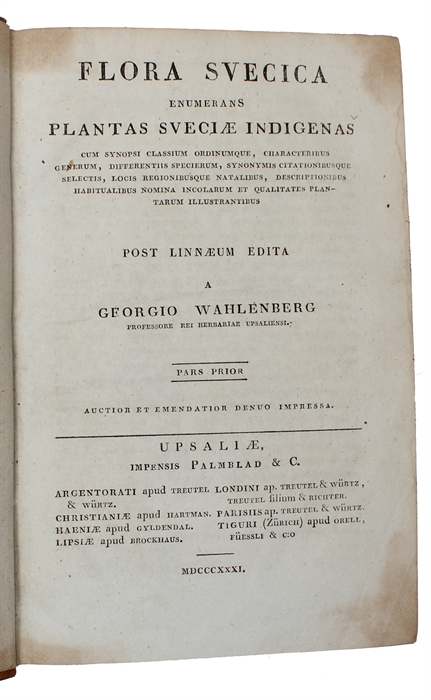 FLORA SVECICA
ENUMERANS
PLANTAS SVECIÆ INDIGENAS
CUM SYNOPSI CLASSIUM ORDINUMQUE, CHARACTERIBUS
GENERUM, DIFFERENTIIS SPECIERUM, SYNONYMIS CITATIONIBUSQUE
SELECTIS, LOCIS REGIONIBUSQUE NATALIBUS, DESCRIPTIONIBUS
HABITUALIBUS NOMINA INCOLARUM ET QUALITATES PLAN-
TARUM ILLUSTRANTIBUS
POST LINNÆUM EDITA
A
GEORGIO WAHLENBERG
PROFESSORE REI HERBARIAE UPSALIENSI.
PARS PRIOR
AUCTIOR ET EMENDATIOR DENUO IMPRESSA.
UPSALIÆ,
IMPENSIS PALMBLAD & C.
ARGENTORATI apud TREUTEL
& WÜRTZ.
CHRISTIANIÆ apud HARTMAN.
HAENIÆ apud GYLDENDAL.
LIPSIÆ apud BROCKHAUS.
LONDINI ap. TREUTEL & WÜRTZ,
TREUTEL filium & RICHTER.
PARISIIS ap. TREUTEL & WÜRTZ.
TIGURI (Zürich) apud ORELL,
FÜESSLI & C:O
MDCCCXXXI.